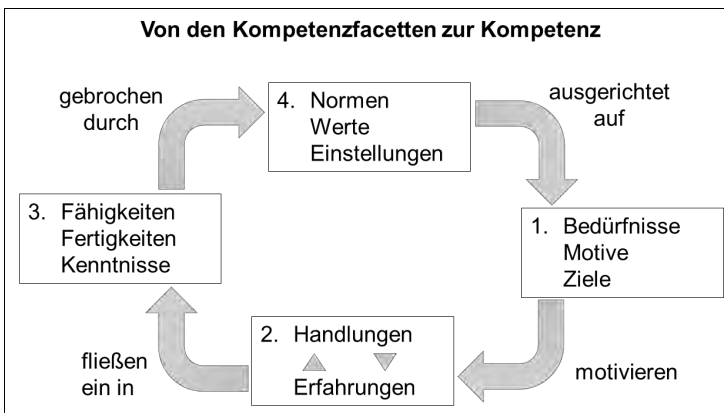 Von den Kompetenzfacetten zur Kompetenz
gebrochen
durch
4. Normen
Werte
Einstellungen
ausgerichtet
auf
3. Fähigkeiten
Fertigkeiten
Kenntnisse
1. Bedürfnisse
Motive
Ziele
2. Handlungen
Erfahrungen
fließen
ein in
motivieren